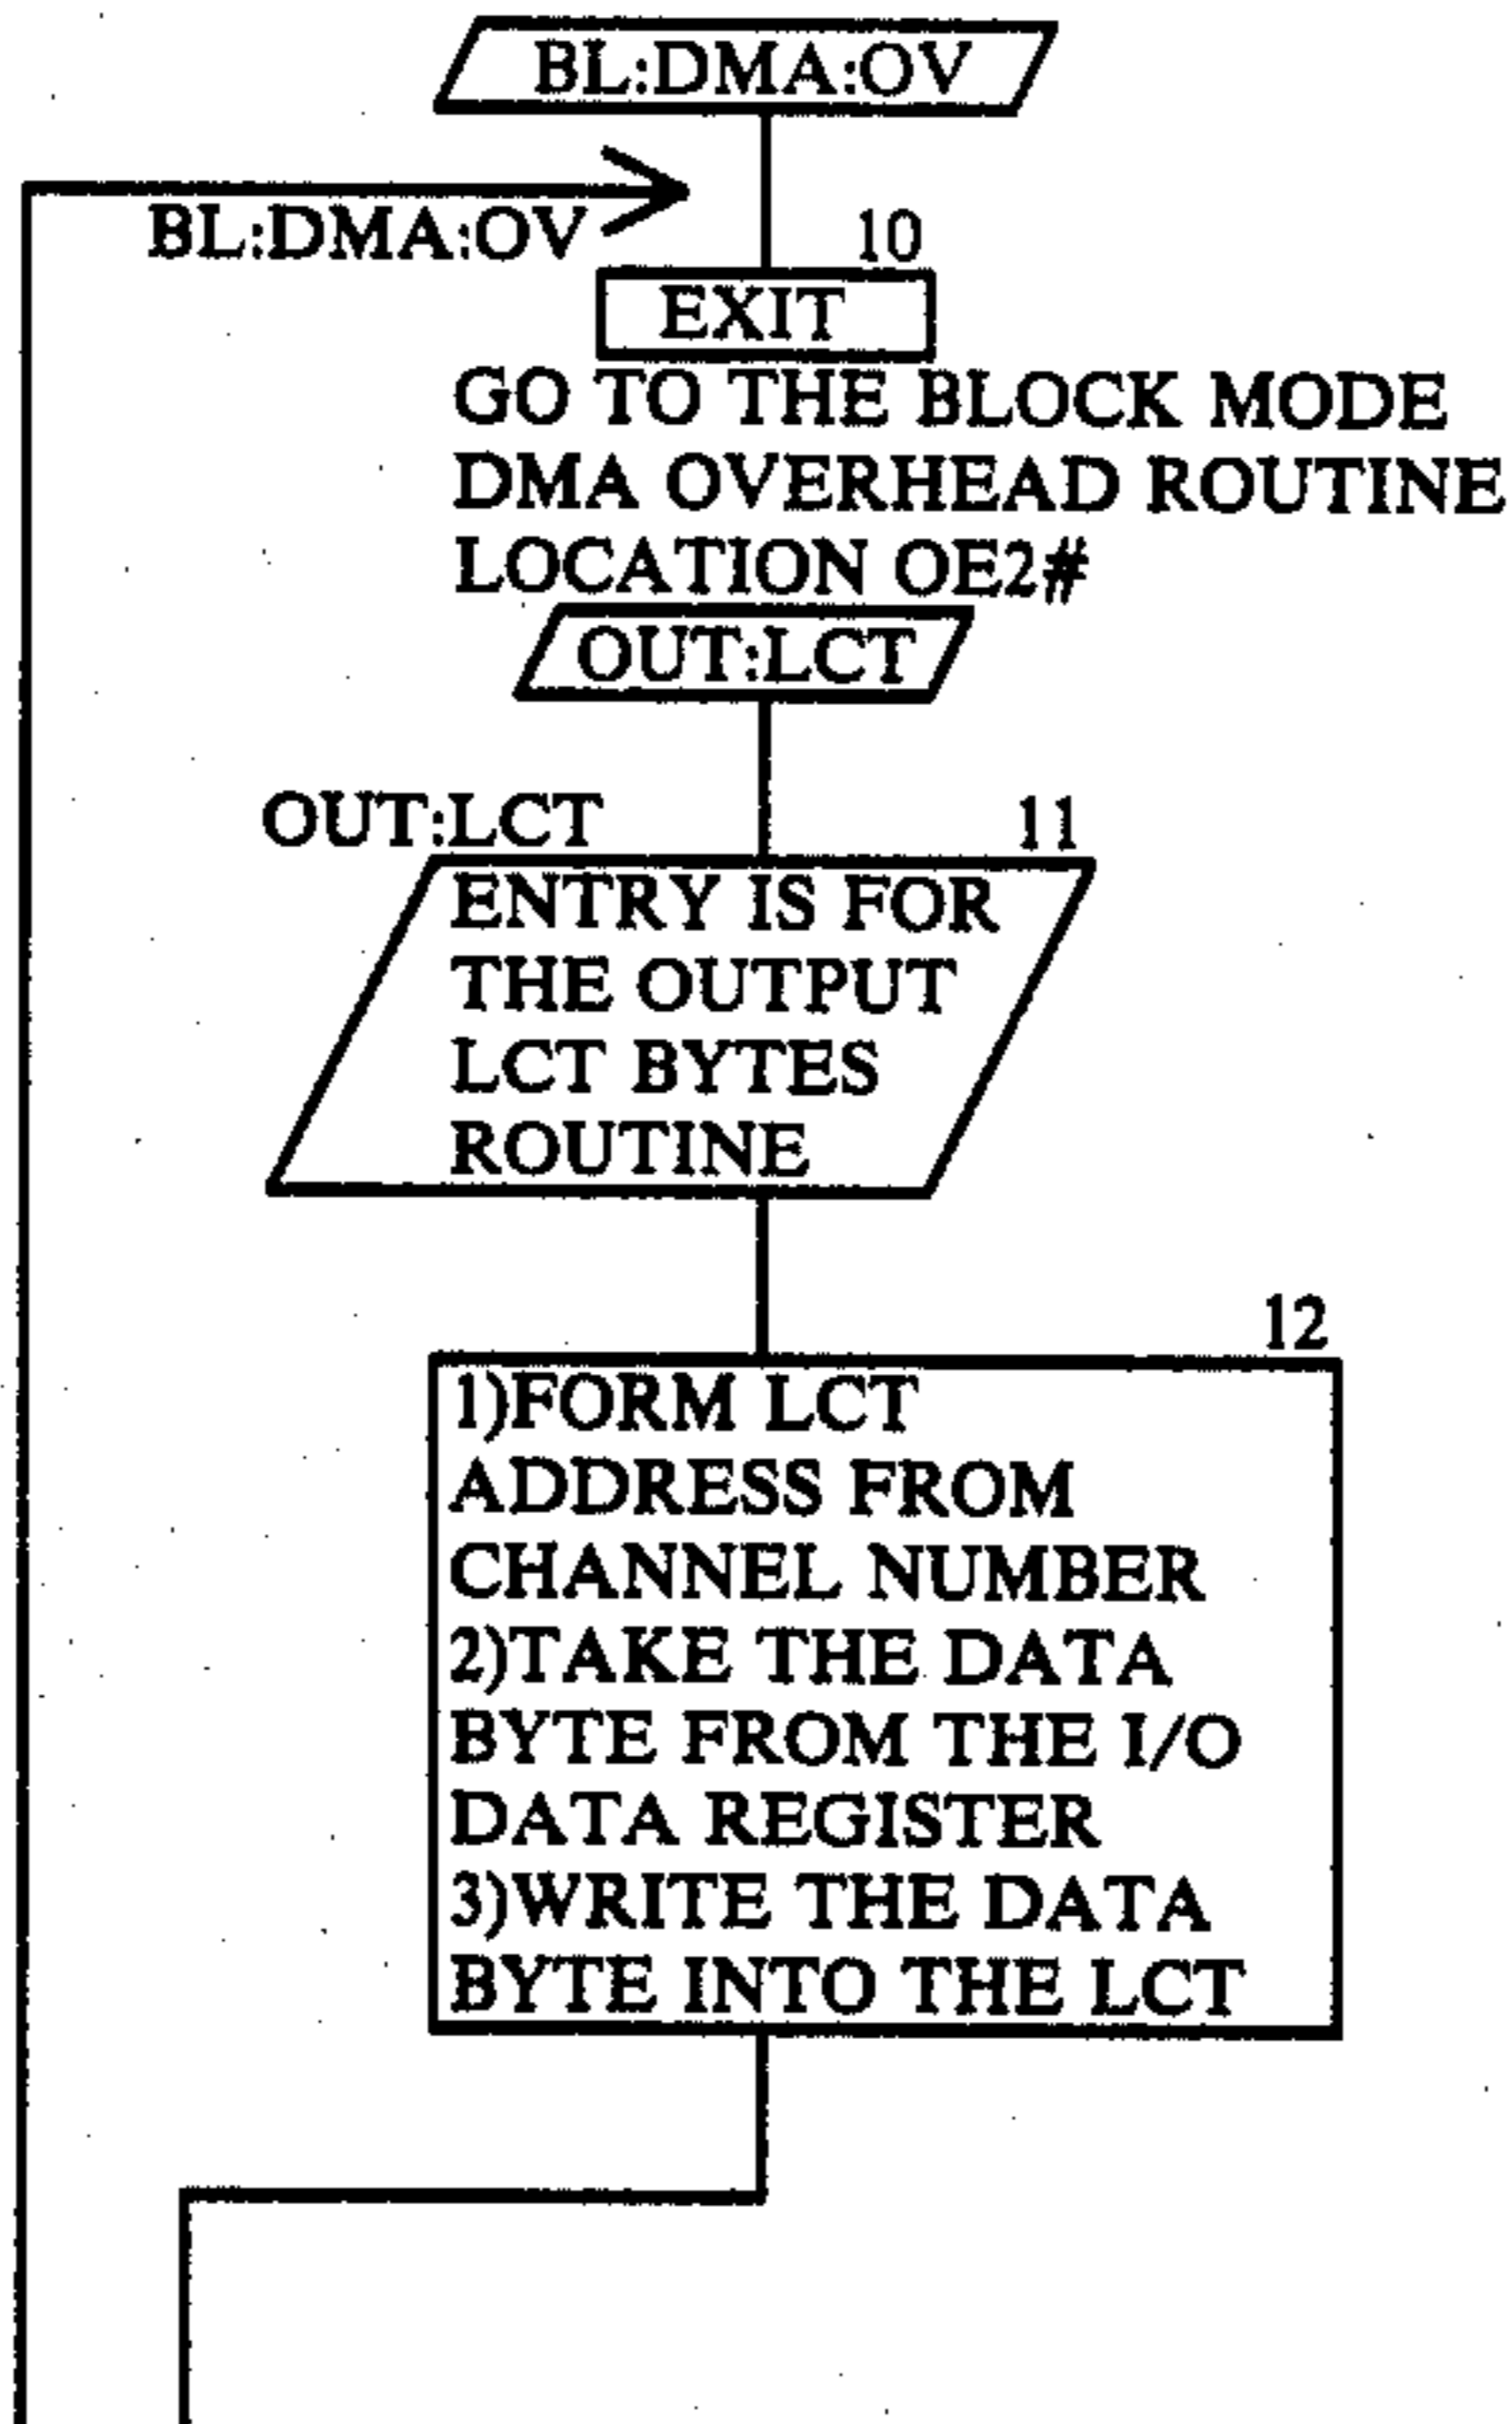 BL:DMA:OV
BL:DMA:OV
10
EXIT
GO TO THE BLOCK MODE
DMA OVERHEAD ROUTINE
LOCATION OE2#
OUT:LCT
OUT:LCT
11
ENTRY IS FOR
THE OUTPUT
LCT BYTES
ROUTINE
12
1)FORM LCT
ADDRESS FROM
CHANNEL NUMBER
2)TAKE THE DATA
BYTE FROM THE I/O
DATA REGISTER
3)WRITE THE DATA
BYTE INTO THE LCT